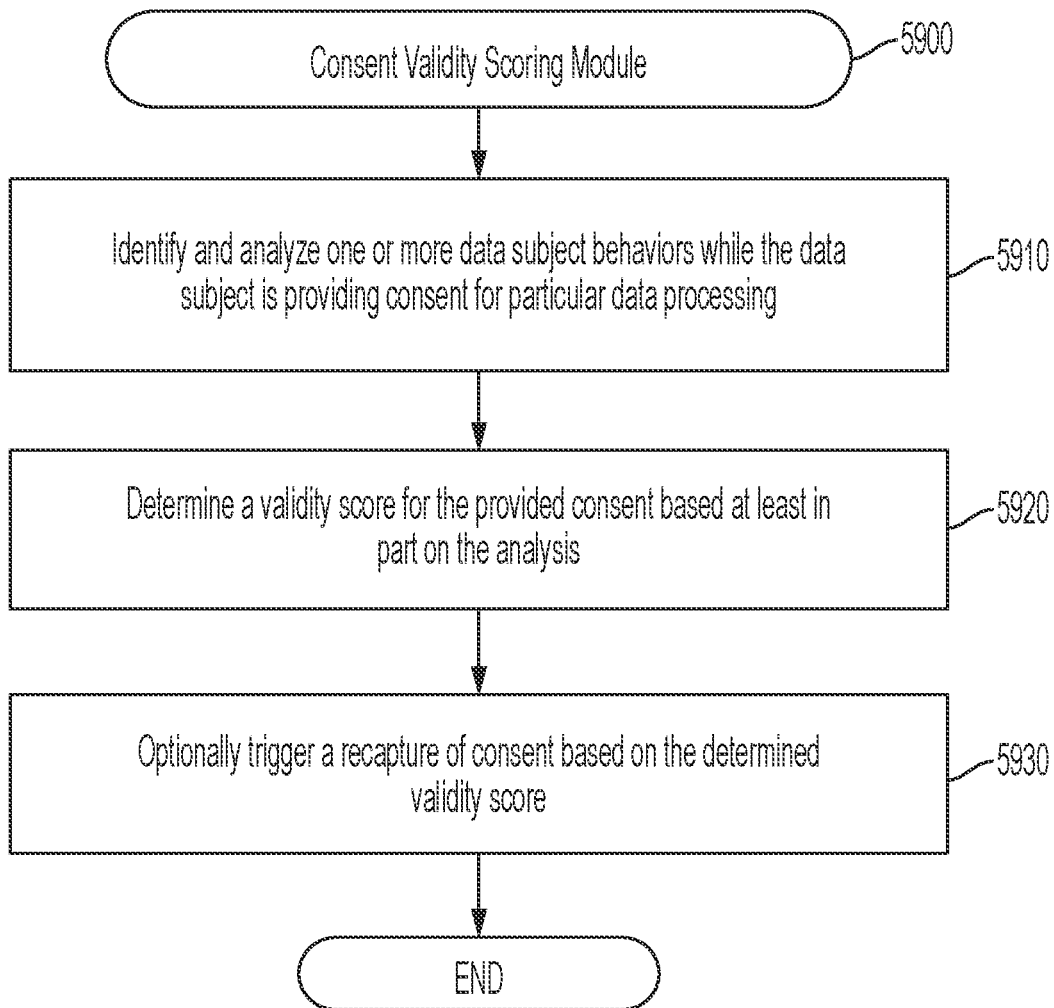 Consent Validity Scoring Module
5900
Identify and analyze one or more data subject behaviors while the data
subject is providing consent for particular data processing
5910
Determine a validity score for the provided consent based at least in
part on the analysis
5920
Optionally trigger a recapture of consent based on the determined
validity score
5930
END